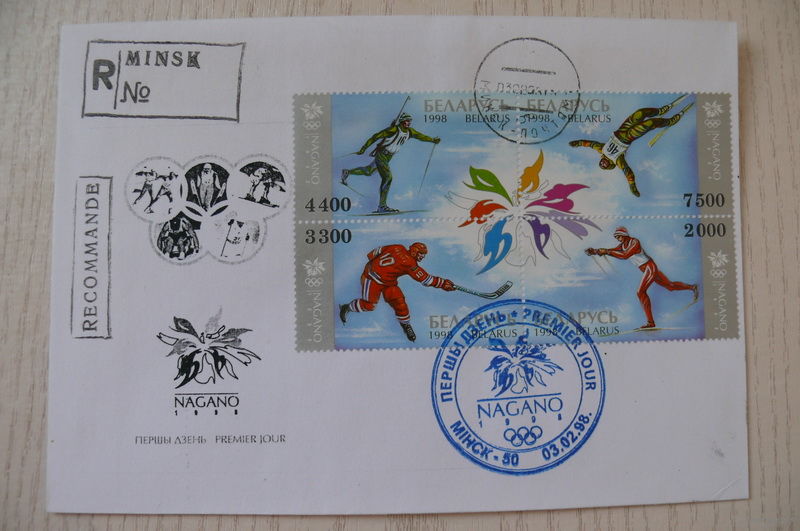 R MINSK
No
RECOMMANDE
NAGANO
1998
ПЕРШЫ ДЗЕНЬ PREMIER JOUR
NAGANO
БЕЛАРУСЬ
1998 BELARUS
4400
БЕЛАРУСЬ
1998 BELARUS
7500
NAGANO
3300
10
БЕЛАРУСЬ
1998 BELARUS
NAGANO
2000
БЕЛАРУСЬ
1998 BELARUS
NAGANO
ПЕРШЫ ДЗЕНЬ * PREMIER JOUR
NAGANO
1998
МІНСК - 50 03.02.98.